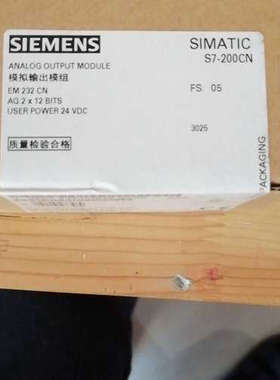 SIEMENS
SIMATIC
S7-200CN
ANALOG OUTPUT MODULE
模拟输出模组
EM 232 CN
AQ 2 x 12 BITS
USER POWER 24 VDC
FS: 05
3025
质量检验合格
PACKAGING